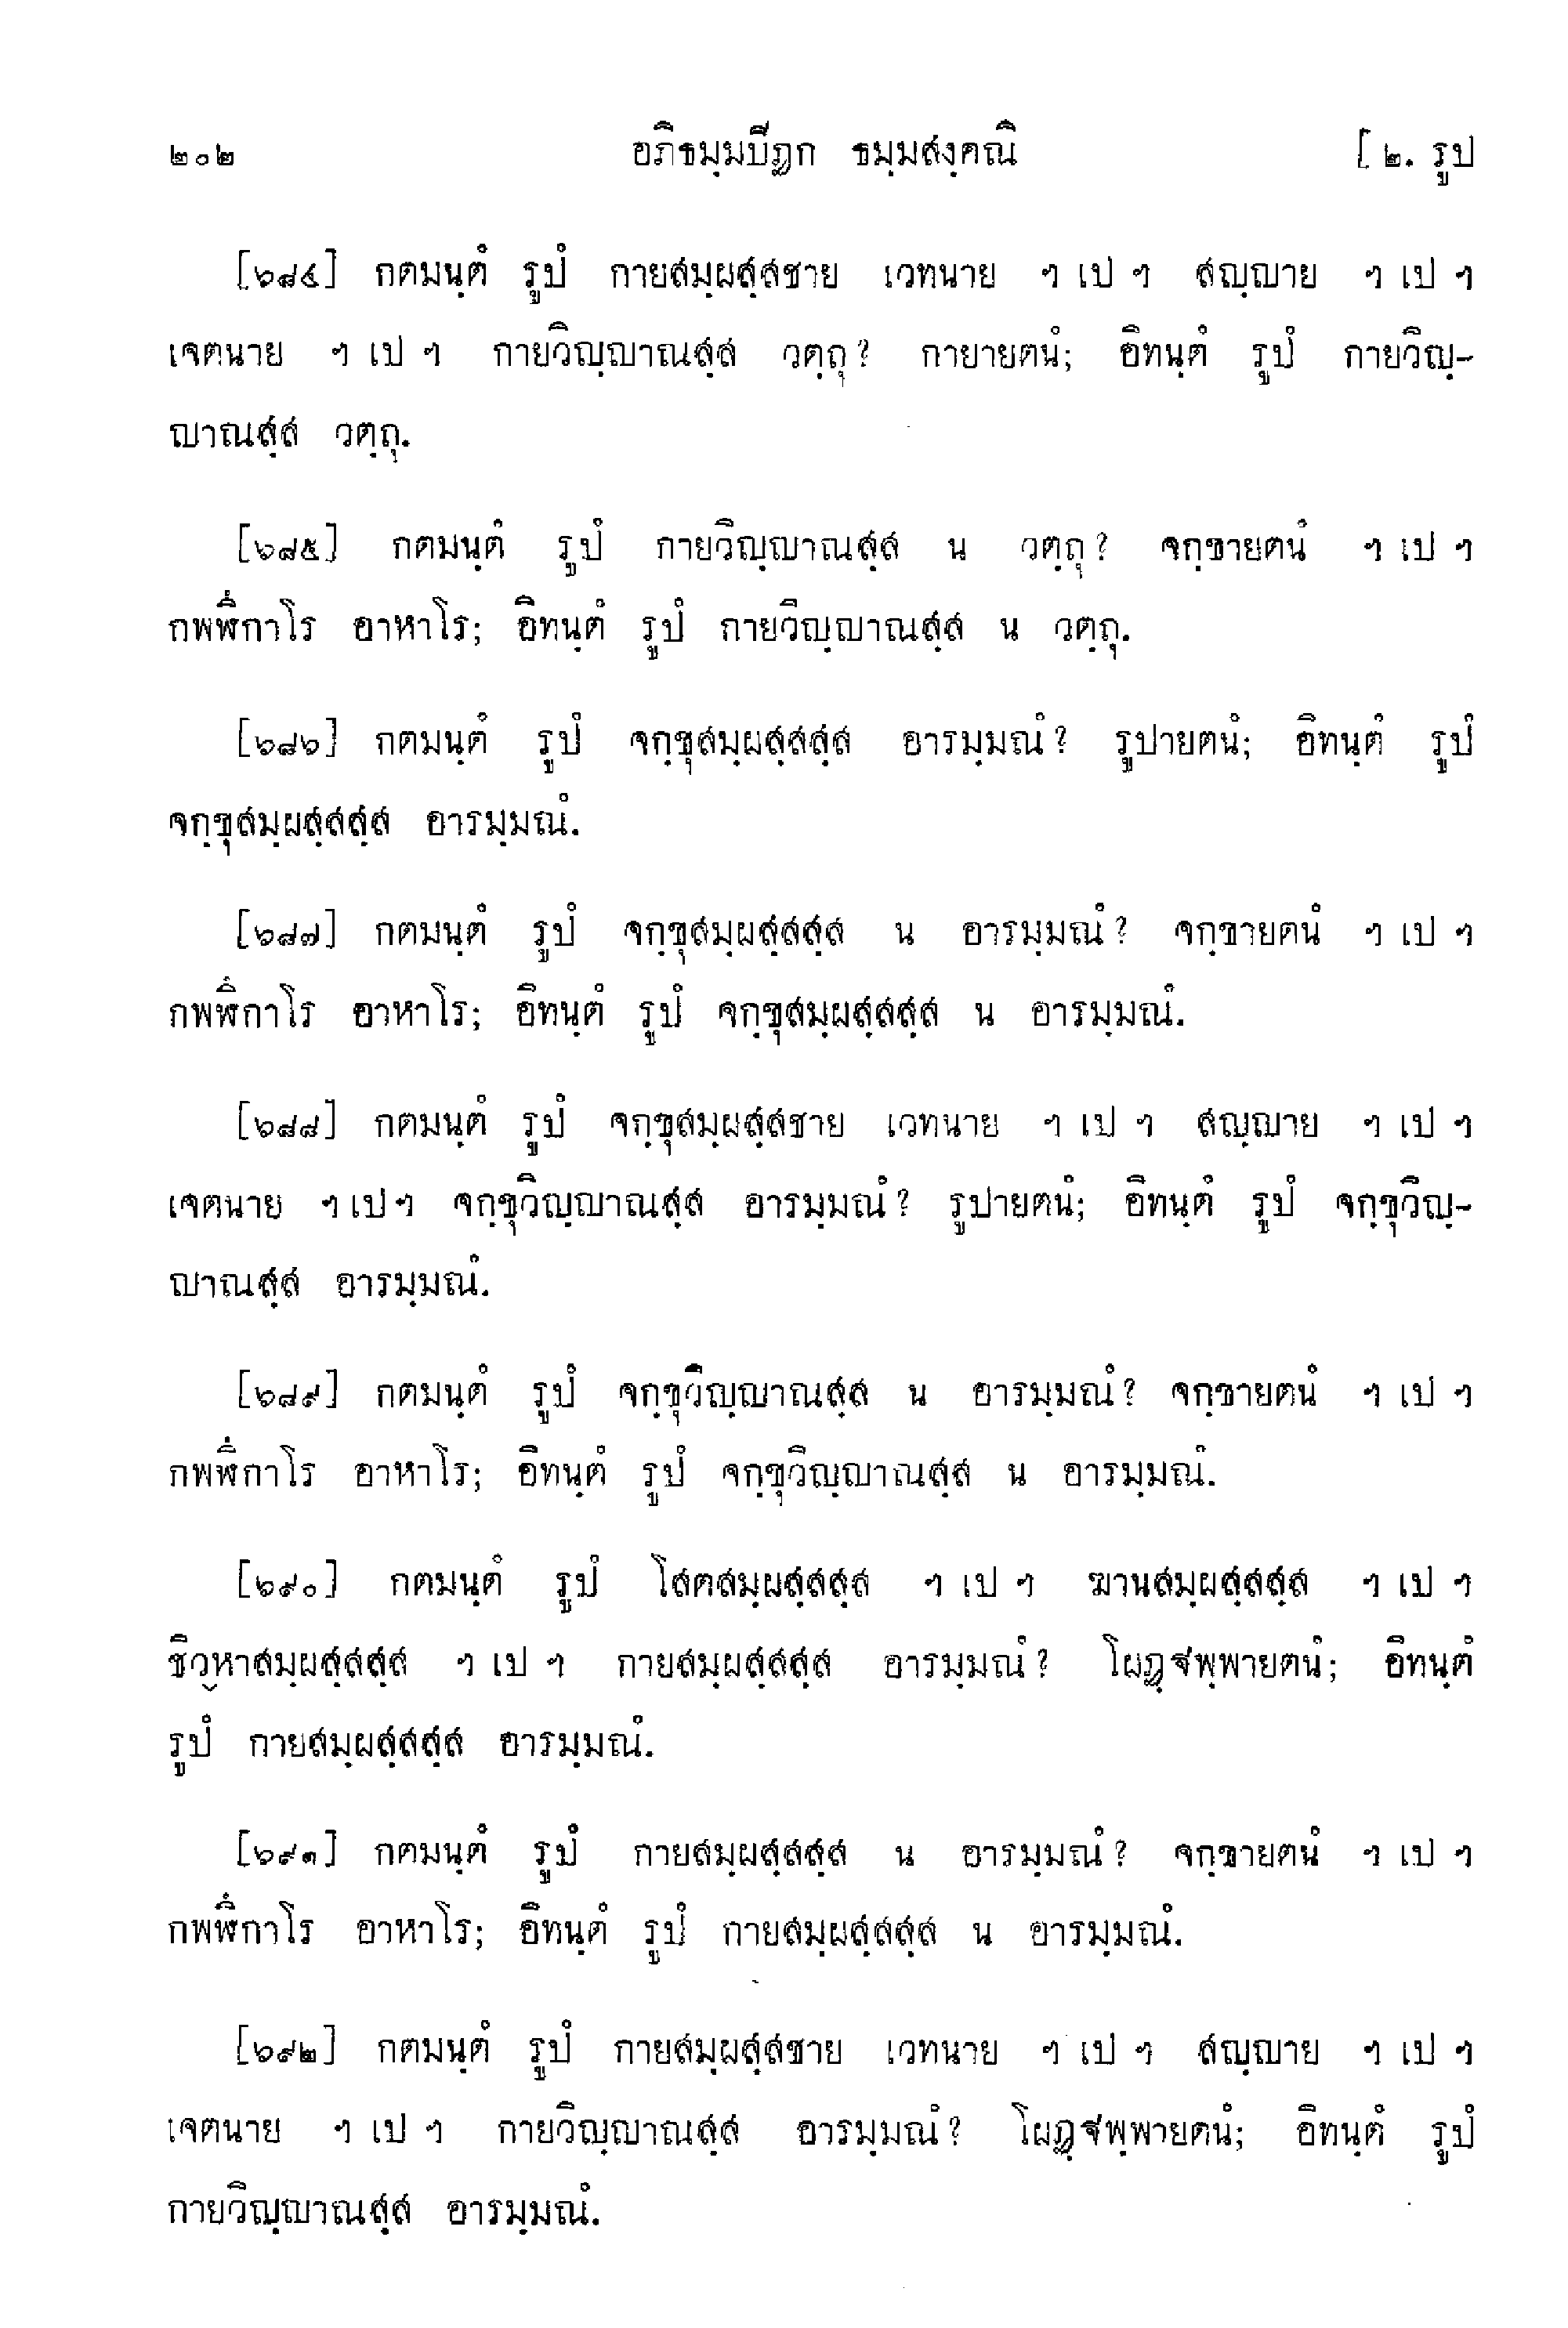 ๒๐๒ อภิธมฺมปิฏก ธมฺมสงฺคณิ [ ๒. รูป
[๖๘๔] กตมนฺตํ รูปํ กายสมฺผสฺสชาย เวทนาย ฯ เป ฯ สญฺญาย ฯ เป ฯ
เจตนาย ฯ เป ฯ กายวิญฺญาณสฺส วตฺถุ? กายายตนํ; อิทนฺตํ รูปํ กายวิญฺ-
ญาณสฺส วตฺถุ.
[๖๘๕] กตมนฺตํ รูปํ กายวิญฺญาณสฺส น วตฺถุ? จกฺขายตนํ ฯ เป ฯ
กพฬิํกาโร อาหาโร; อิทนฺตํ รูปํ กายวิญฺญาณสฺส น วตฺถุ.
[๖๘๖] กตมนฺตํ รูปํ จกฺขุสมฺผสฺสสฺส อารมฺมณํ? รูปายตนํ; อิทนฺตํ รูปํ
จกฺขุสมฺผสฺสสฺส อารมฺมณํ.
[๖๘๗] กตมนฺตํ รูปํ จกฺขุสมฺผสฺสสฺส น อารมฺมณํ? จกฺขายตนํ ฯ เป ฯ
กพฬิํกาโร อาหาโร; อิทนฺตํ รูปํ จกฺขุสมฺผสฺสสฺส น อารมฺมณํ.
[๖๘๘] กตมนฺตํ รูปํ จกฺขุสมฺผสฺสชาย เวทนาย ฯ เป ฯ สญฺญาย ฯ เป ฯ
เจตนาย ฯ เป ฯ จกฺขุวิญฺญาณสฺส อารมฺมณํ? รูปายตนํ; อิทนฺตํ รูปํ จกฺขุวิญฺ-
ญาณสฺส อารมฺมณํ.
[๖๘๙] กตมนฺตํ รูปํ จกฺขุวิญฺญาณสฺส น อารมฺมณํ? จกฺขายตนํ ฯ เป ฯ
กพฬิํกาโร อาหาโร; อิทนฺตํ รูปํ จกฺขุวิญฺญาณสฺส น อารมฺมณํ.
[๖๙๐] กตมนฺตํ รูปํ โสตสมฺผสฺสสฺส ฯ เป ฯ ฆานสมฺผสฺสสฺส ฯ เป ฯ
ชิวฺหาสมฺผสฺสสฺส ฯ เป ฯ กายสมฺผสฺสสฺส อารมฺมณํ? โผฏฺฐพฺพายตนํ; อิทนฺตํ
รูปํ กายสมฺผสฺสสฺส อารมฺมณํ.
[๖๙๑] กตมนฺตํ รูปํ กายสมฺผสฺสสฺส น อารมฺมณํ? จกฺขายตนํ ฯ เป ฯ
กพฬิํกาโร อาหาโร; อิทนฺตํ รูปํ กายสมฺผสฺสสฺส น อารมฺมณํ.
[๖๙๒] กตมนฺตํ รูปํ กายสมฺผสฺสชาย เวทนาย ฯ เป ฯ สญฺญาย ฯ เป ฯ
เจตนาย ฯ เป ฯ กายวิญฺญาณสฺส อารมฺมณํ? โผฏฺฐพฺพายตนํ; อิทนฺตํ รูปํ
กายวิญฺญาณสฺส อารมฺมณํ.